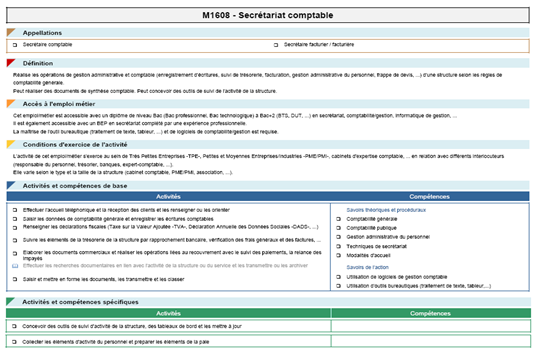 M1608 - Secrétariat comptable
Appellations
Secrétaire comptable
Secrétaire facturier / facturière
Définition
Réalise les opérations de gestion administrative et comptable (enregistrement d'écritures, suivi de trésorerie, facturation, gestion administrative du personnel, frappe de devis, ...) d'une structure selon les règles de
comptabilité générale.
Peut réaliser des documents de synthèse comptable. Peut concevoir des outils de suivi de l'activité de la structure.
Accès à l'emploi métier
Cet emploi/métier est accessible avec un diplôme de niveau Bac (Bac professionnel, Bac technologique) à Bac+2 (BTS, DUT, ...) en secrétariat, comptabilité/gestion, informatique de gestion, ...
Il est également accessible avec un BEP en secrétariat complété par une expérience professionnelle.
La maîtrise de l'outil bureautique (traitement de texte, tableur, ...) et de logiciels de comptabilité/gestion est requise.
Conditions d'exercice de l'activité
L'activité de cet emploi/métier s'exerce au sein de Très Petites Entreprises -TPE-, Petites et Moyennes Entreprises/Industries -PME/PMI-, cabinets d'expertise comptable, ... en relation avec différents interlocuteurs
(responsable du personnel, trésorier, banques, expert-comptable, ...).
Elle varie selon le type et la taille de la structure (cabinet comptable, PME/PMI, association, ...).
Activités et compétences de base
Activités
Compétences
Effectuer l'accueil téléphonique et la réception des clients et les renseigner ou les orienter
Saisir les données de comptabilité générale et enregistrer les écritures comptables
Renseigner les déclarations fiscales (Taxe sur la Valeur Ajoutée -TVA-, Déclaration Annuelle des Données Sociales -DADS-, ...)
Suivre les éléments de la trésorerie de la structure par rapprochement bancaire, vérification des frais généraux et des factures, ...
Elaborer les documents commerciaux et réaliser les opérations liées au recouvrement avec le suivi des paiements, la relance des
impayés
Effectuer les recherches documentaires en lien avec l'activité de la structure ou du service et les transmettre ou les archiver
Saisir et mettre en forme les documents, les transmettre et les classer
Savoirs théoriques et procéduraux
Comptabilité générale
Comptabilité publique
Gestion administrative du personnel
Techniques de secrétariat
Modalités d'accueil
Savoirs de l'action
Utilisation de logiciels de gestion comptable
Utilisation d'outils bureautiques (traitement de texte, tableur,...)
Activités et compétences spécifiques
Activités
Compétences
Concevoir des outils de suivi d'activité de la structure, des tableaux de bord et les mettre à jour
Collecter les éléments d'activité du personnel et préparer les éléments de la paie